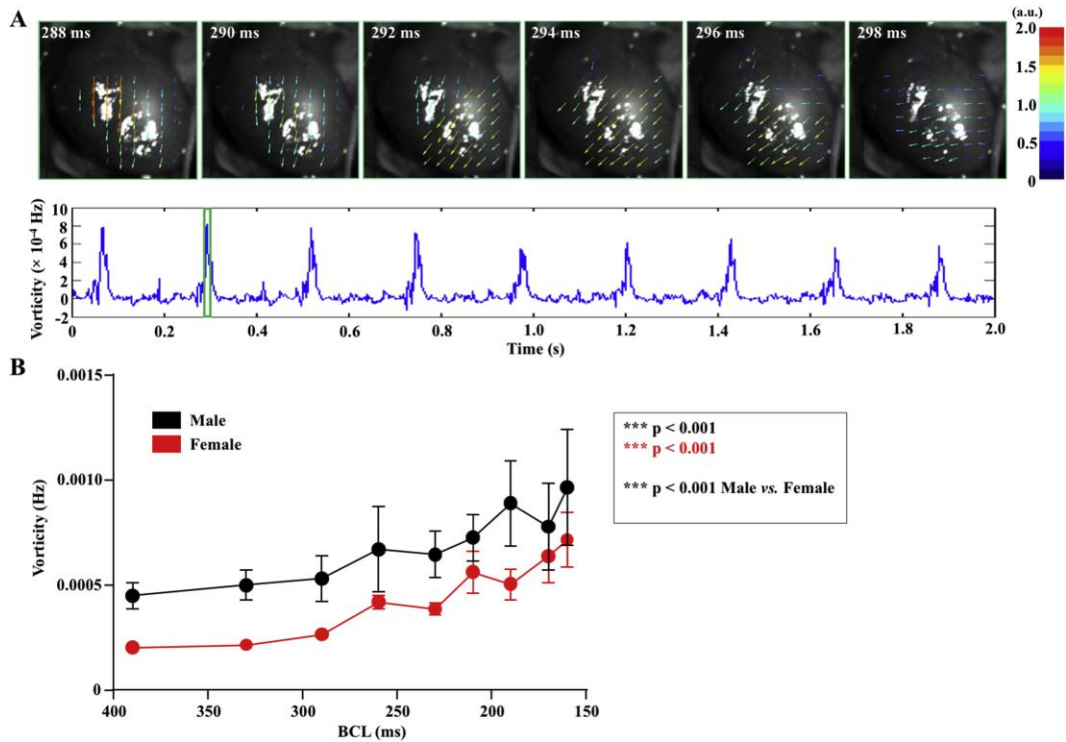 A
288 ms 290 ms 292 ms 294 ms 296 ms 298 ms
(a.u.)
2.0
1.5
1.0
0.5
0
Vorticity (× 10⁻⁴ Hz)
10
8
6
4
2
0
-2
0 0.2 0.4 0.6 0.8 1.0 1.2 1.4 1.6 1.8 2.0
Time (s)
B
Vorticity (Hz)
0.0015
0.0010
0.0005
0
Male
Female
400 350 300 250 200 150
BCL (ms)
*** p < 0.001
*** p < 0.001
*** p < 0.001 Male vs. Female